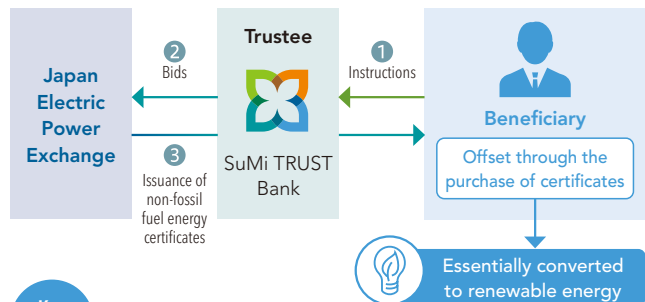 Japan
Electric
Power
Exchange
2
Bids
3
Issuance of
non-fossil
fuel energy
certificates
Trustee
SuMi TRUST
Bank
1
Instructions
Beneficiary
Offset through the
purchase of certificates
Essentially converted
to renewable energy